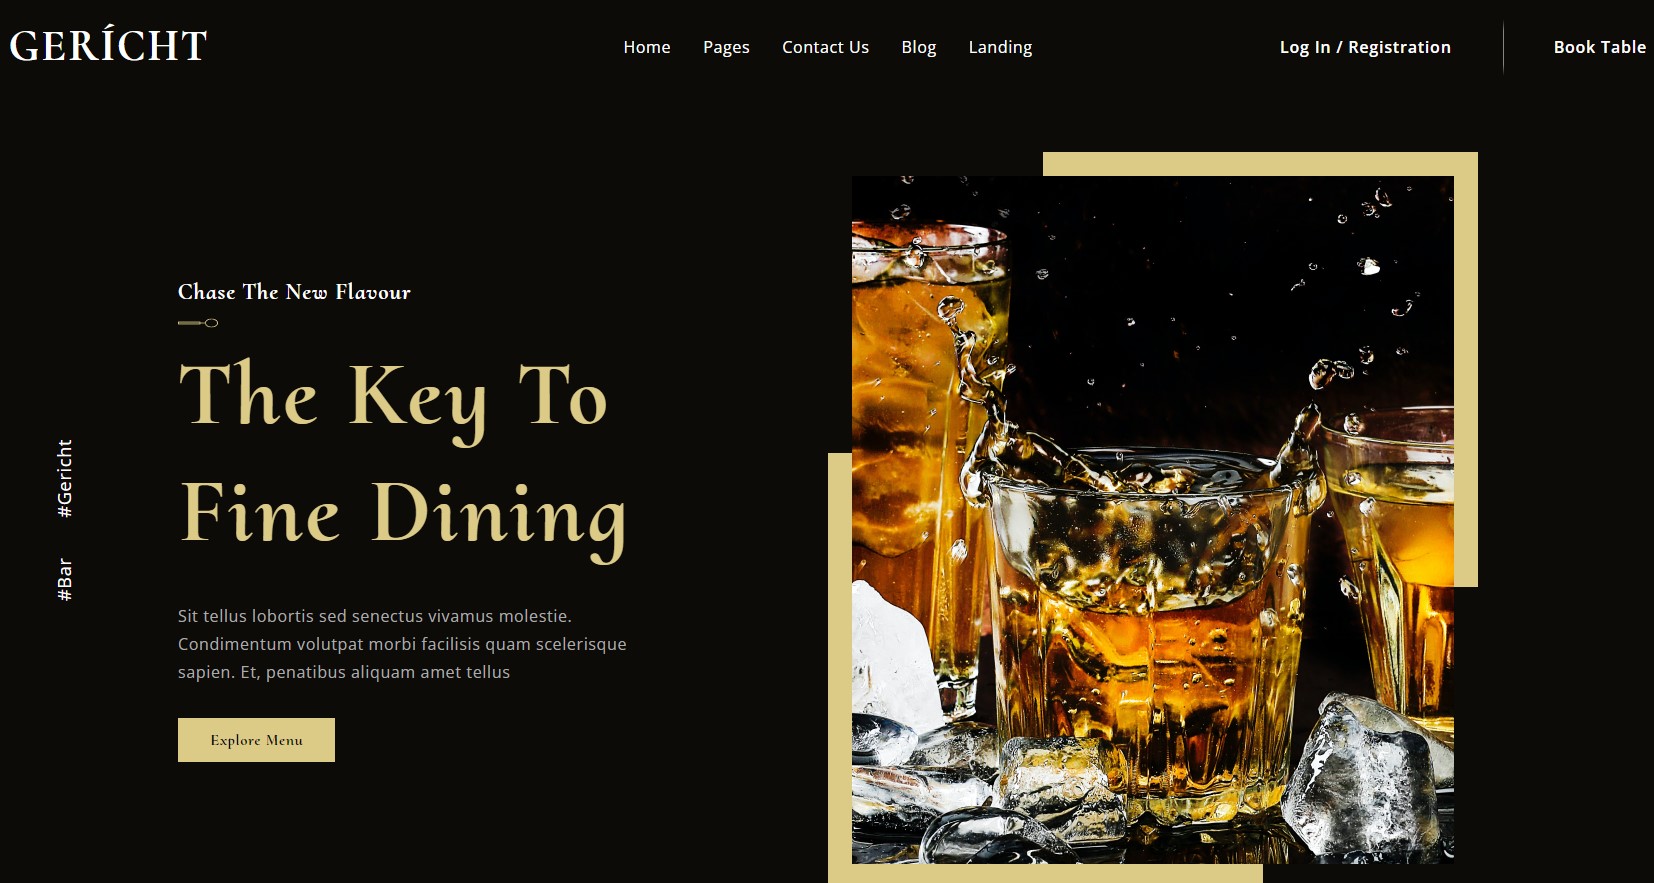 GERÍCHT
Home Pages Contact Us Blog Landing
Log In / Registration
Book Table
#Gericht
#Bar
Chase The New Flavour
The Key To
Fine Dining
Sit tellus lobortis sed senectus vivamus molestie.
Condimentum volutpat morbi facilisis quam scelerisque
sapien. Et, penatibus aliquam amet tellus
Explore Menu